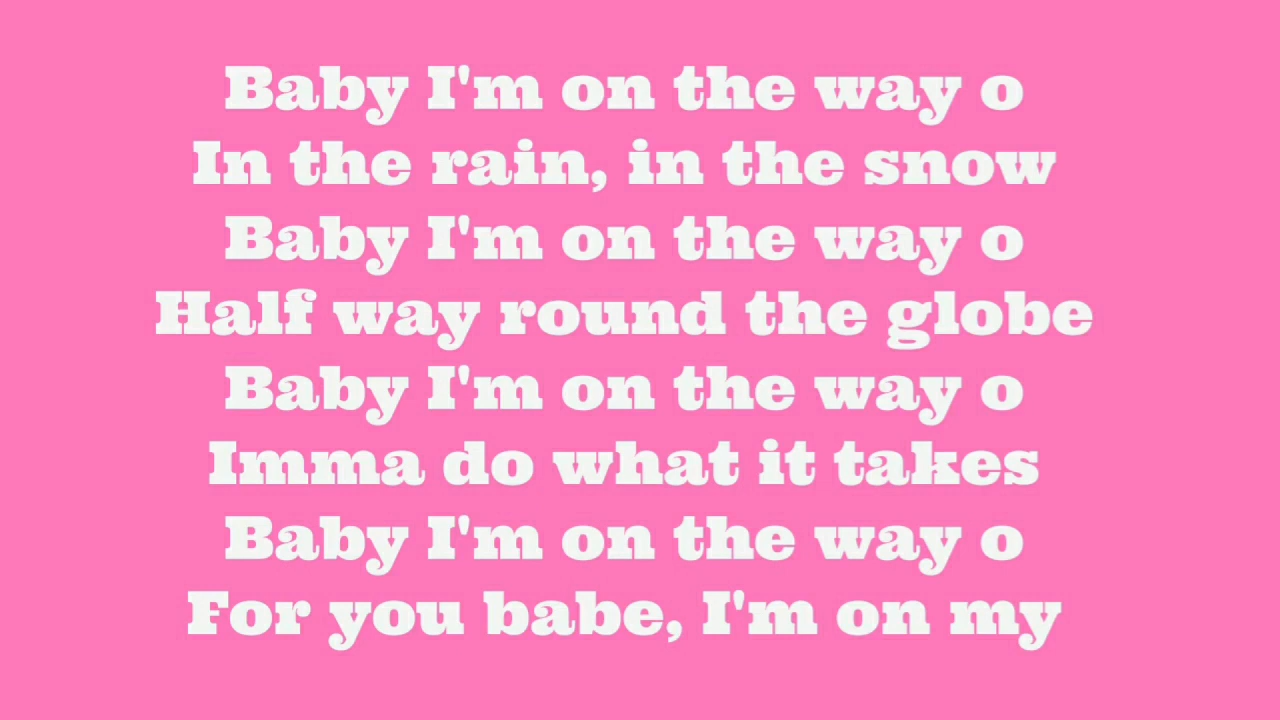 Baby I'm on the way o
In the rain, in the snow
Baby I'm on the way o
Half way round the globe
Baby I'm on the way o
Imma do what it takes
Baby I'm on the way o
For you babe, I'm on my